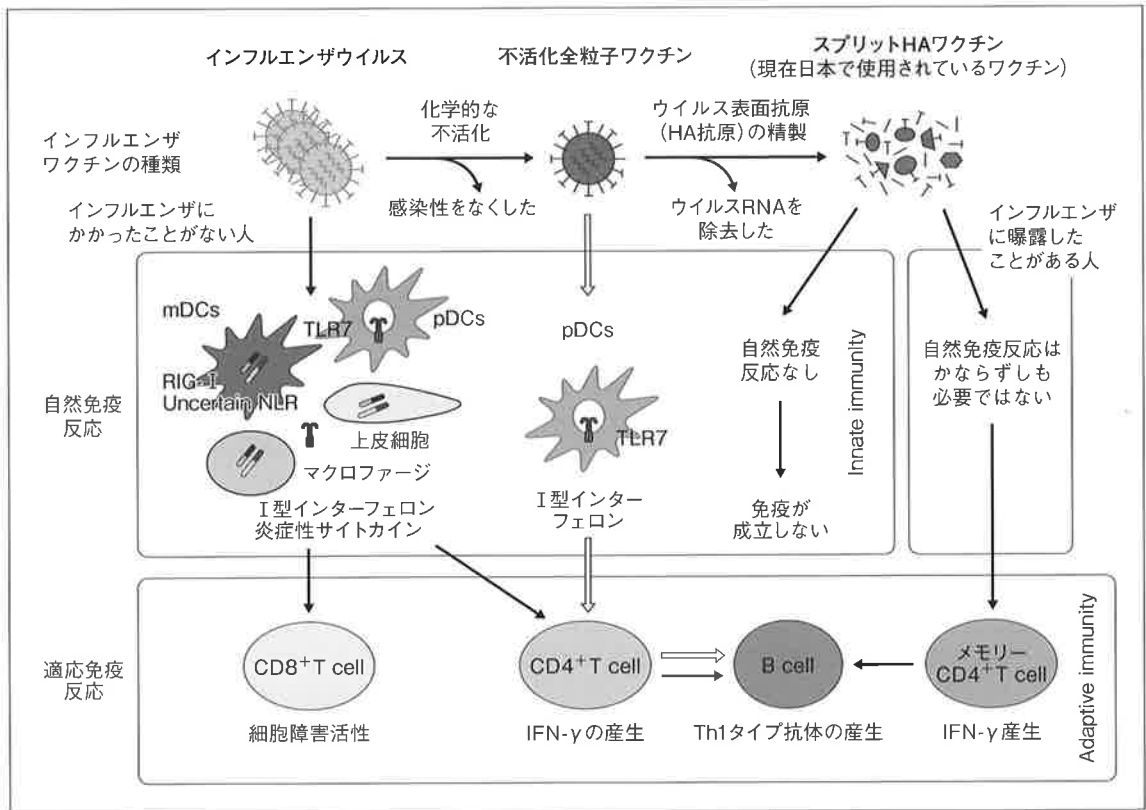 インフルエンザウイルス
不活化全粒子ワクチン
スプリットHAワクチン
(現在日本で使用されているワクチン)
インフルエンザ
ワクチンの種類
化学的な
不活化
ウイルス表面抗原
(HA抗原)の精製
感染性をなくした
ウイルスRNAを
除去した
インフルエンザに
かかったことがない人
インフルエンザ
に曝露した
ことがある人
自然免疫
反応
mDCs
TLR7
pDCs
RIG-I
Uncertain NLR
上皮細胞
マクロファージ
Ⅰ型インターフェロン
炎症性サイトカイン
pDCs
TLR7
Ⅰ型インター
フェロン
自然免疫
反応なし
免疫が
成立しない
Innate immunity
自然免疫反応は
かならずしも
必要ではない
適応免疫
反応
CD8⁺T cell
細胞障害活性
CD4⁺T cell
IFN-γの産生
B cell
Th1タイプ抗体の産生
メモリー
CD4⁺T cell
IFN-γ産生
Adaptive immunity